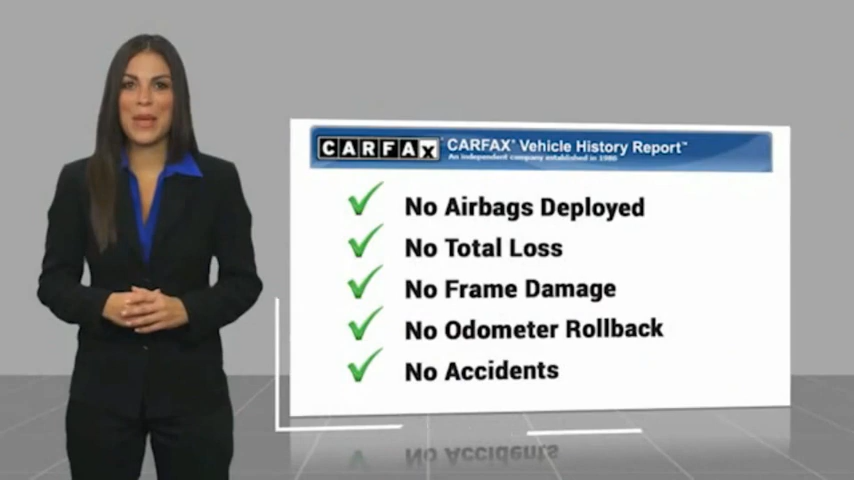 CARFAX CARFAX® Vehicle History Report™
An independent company established in 1986
No Airbags Deployed
No Total Loss
No Frame Damage
No Odometer Rollback
No Accidents
No Accidents